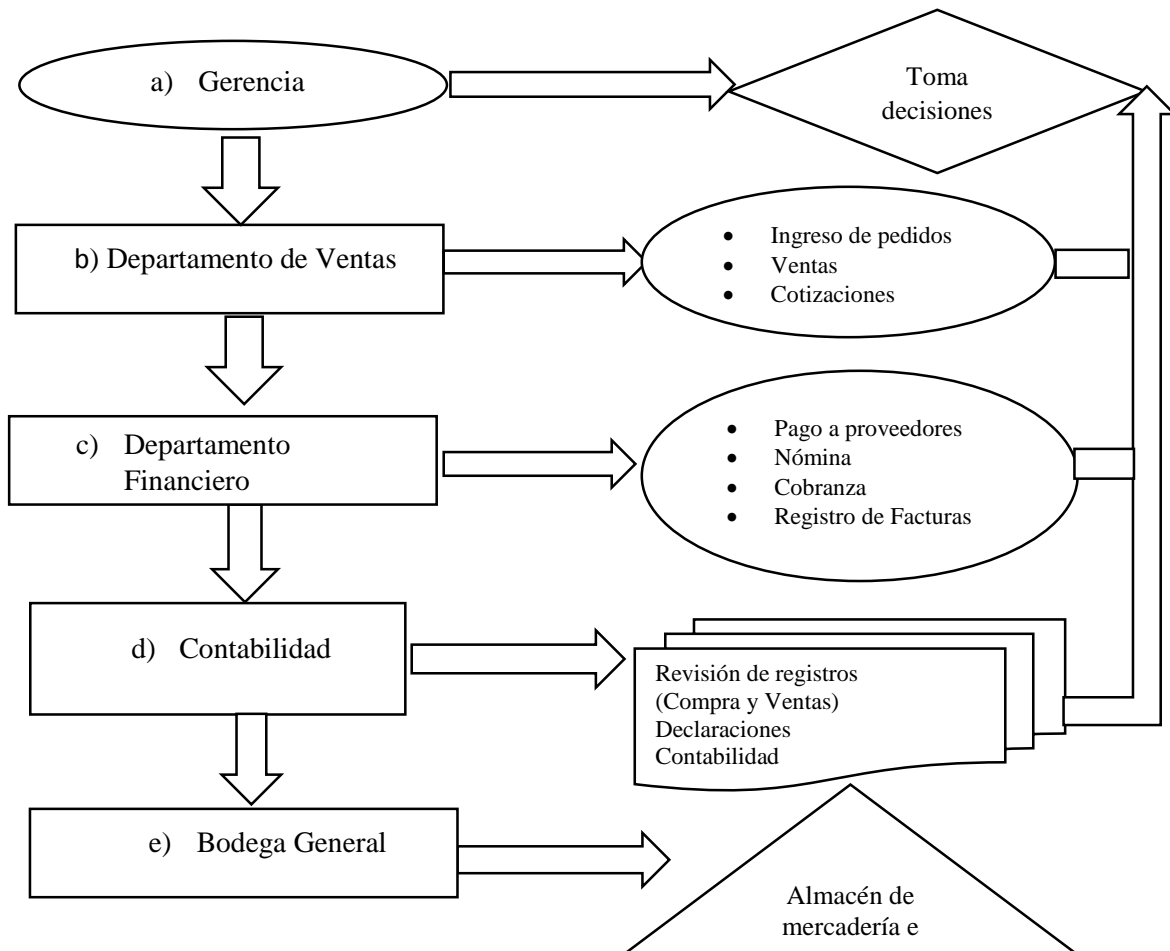 a) Gerencia
Toma
decisiones
b) Departamento de Ventas
• Ingreso de pedidos
• Ventas
• Cotizaciones
c) Departamento
Financiero
• Pago a proveedores
• Nómina
• Cobranza
• Registro de Facturas
d) Contabilidad
Revisión de registros
(Compra y Ventas)
Declaraciones
Contabilidad
e) Bodega General
Almacén de
mercadería e